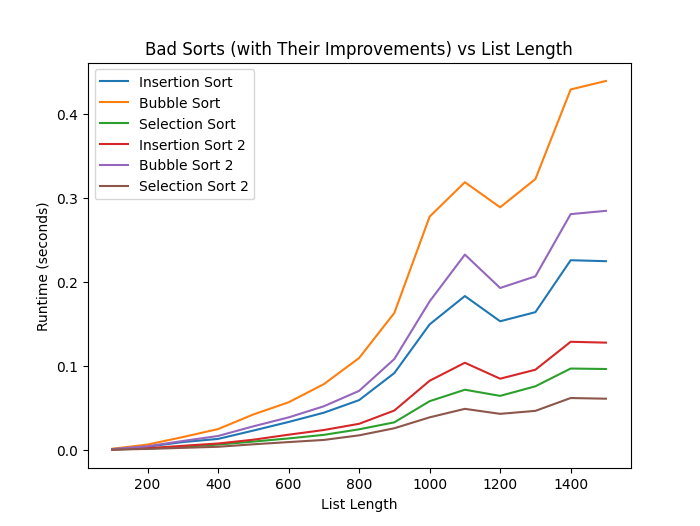 Bad Sorts (with Their Improvements) vs List Length
Insertion Sort
Bubble Sort
Selection Sort
Insertion Sort 2
Bubble Sort 2
Selection Sort 2
Runtime (seconds)
0.4
0.3
0.2
0.1
0.0
200 400 600 800 1000 1200 1400
List Length